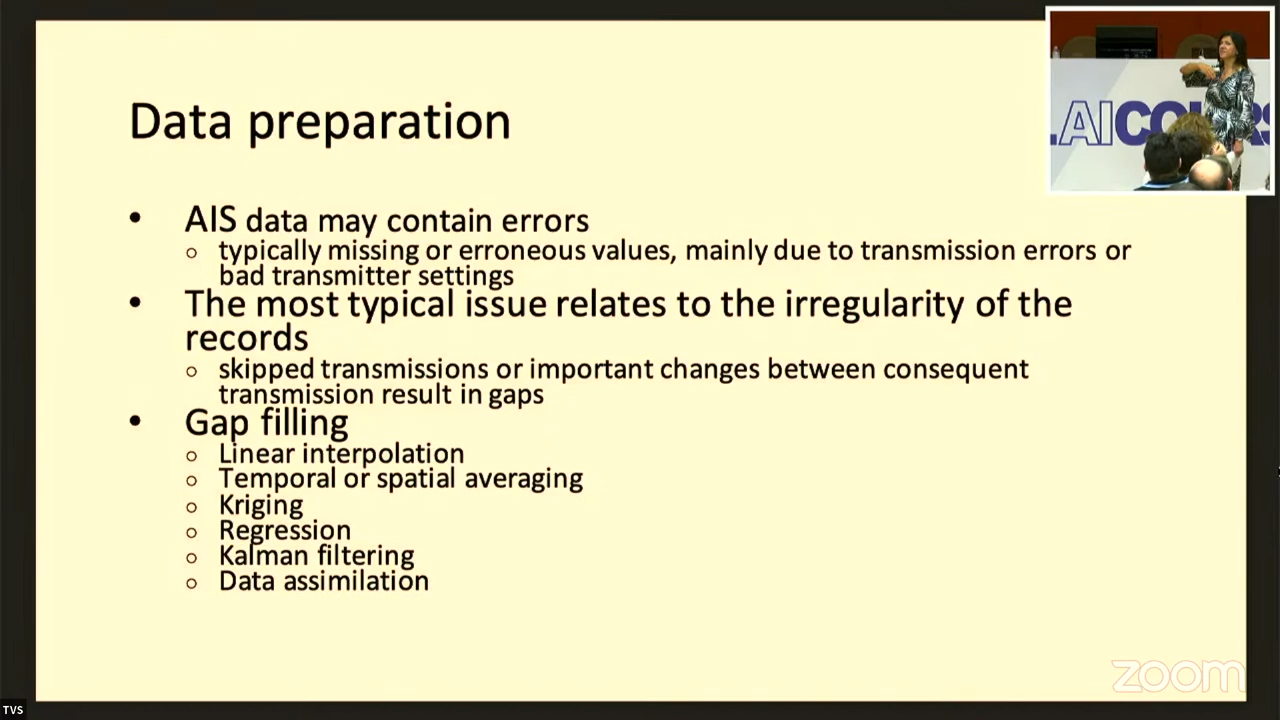 Data preparation
• AIS data may contain errors
○ typically missing or erroneous values, mainly due to transmission errors or
bad transmitter settings
• The most typical issue relates to the irregularity of the
records
○ skipped transmissions or important changes between consequent
transmission result in gaps
• Gap filling
○ Linear interpolation
○ Temporal or spatial averaging
○ Kriging
○ Regression
○ Kalman filtering
○ Data assimilation
zoom
TVS